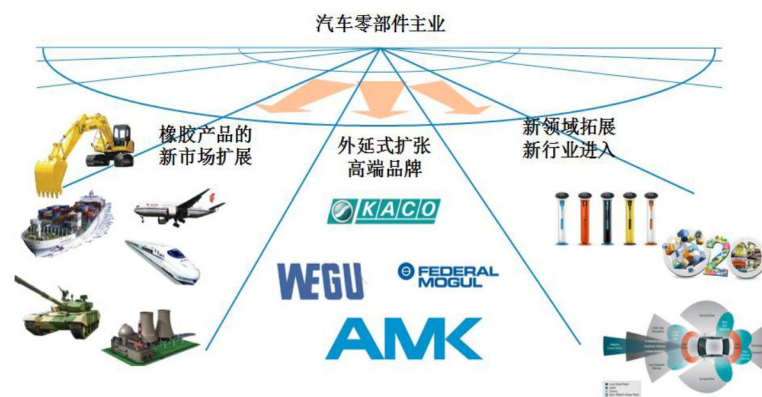 汽车零部件主业
橡胶产品的
新市场扩展
外延式扩张
高端品牌
新领域拓展
新行业进入
KACO
WEGU
FEDERAL
MOGUL
AMK
O2O